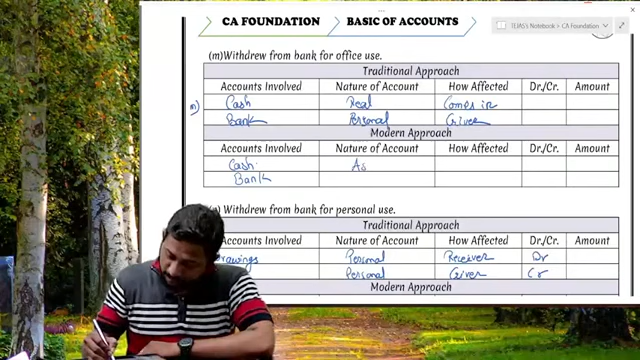 CA FOUNDATION BASIC OF ACCOUNTS
TEJAS's Notebook > CA Foundation
(m)Withdrew from bank for office use.
Traditional Approach
Accounts Involved Nature of Account How Affected Dr./Cr. Amount
m) Cash Real Comes in
Bank Personal Giver
Modern Approach
Accounts Involved Nature of Account How Affected Dr./Cr. Amount
Cash As
Bank
Withdrew from bank for personal use.
Traditional Approach
Accounts Involved Nature of Account How Affected Dr./Cr. Amount
Drawings Personal Receiver Dr
Personal Giver Cr
Modern Approach